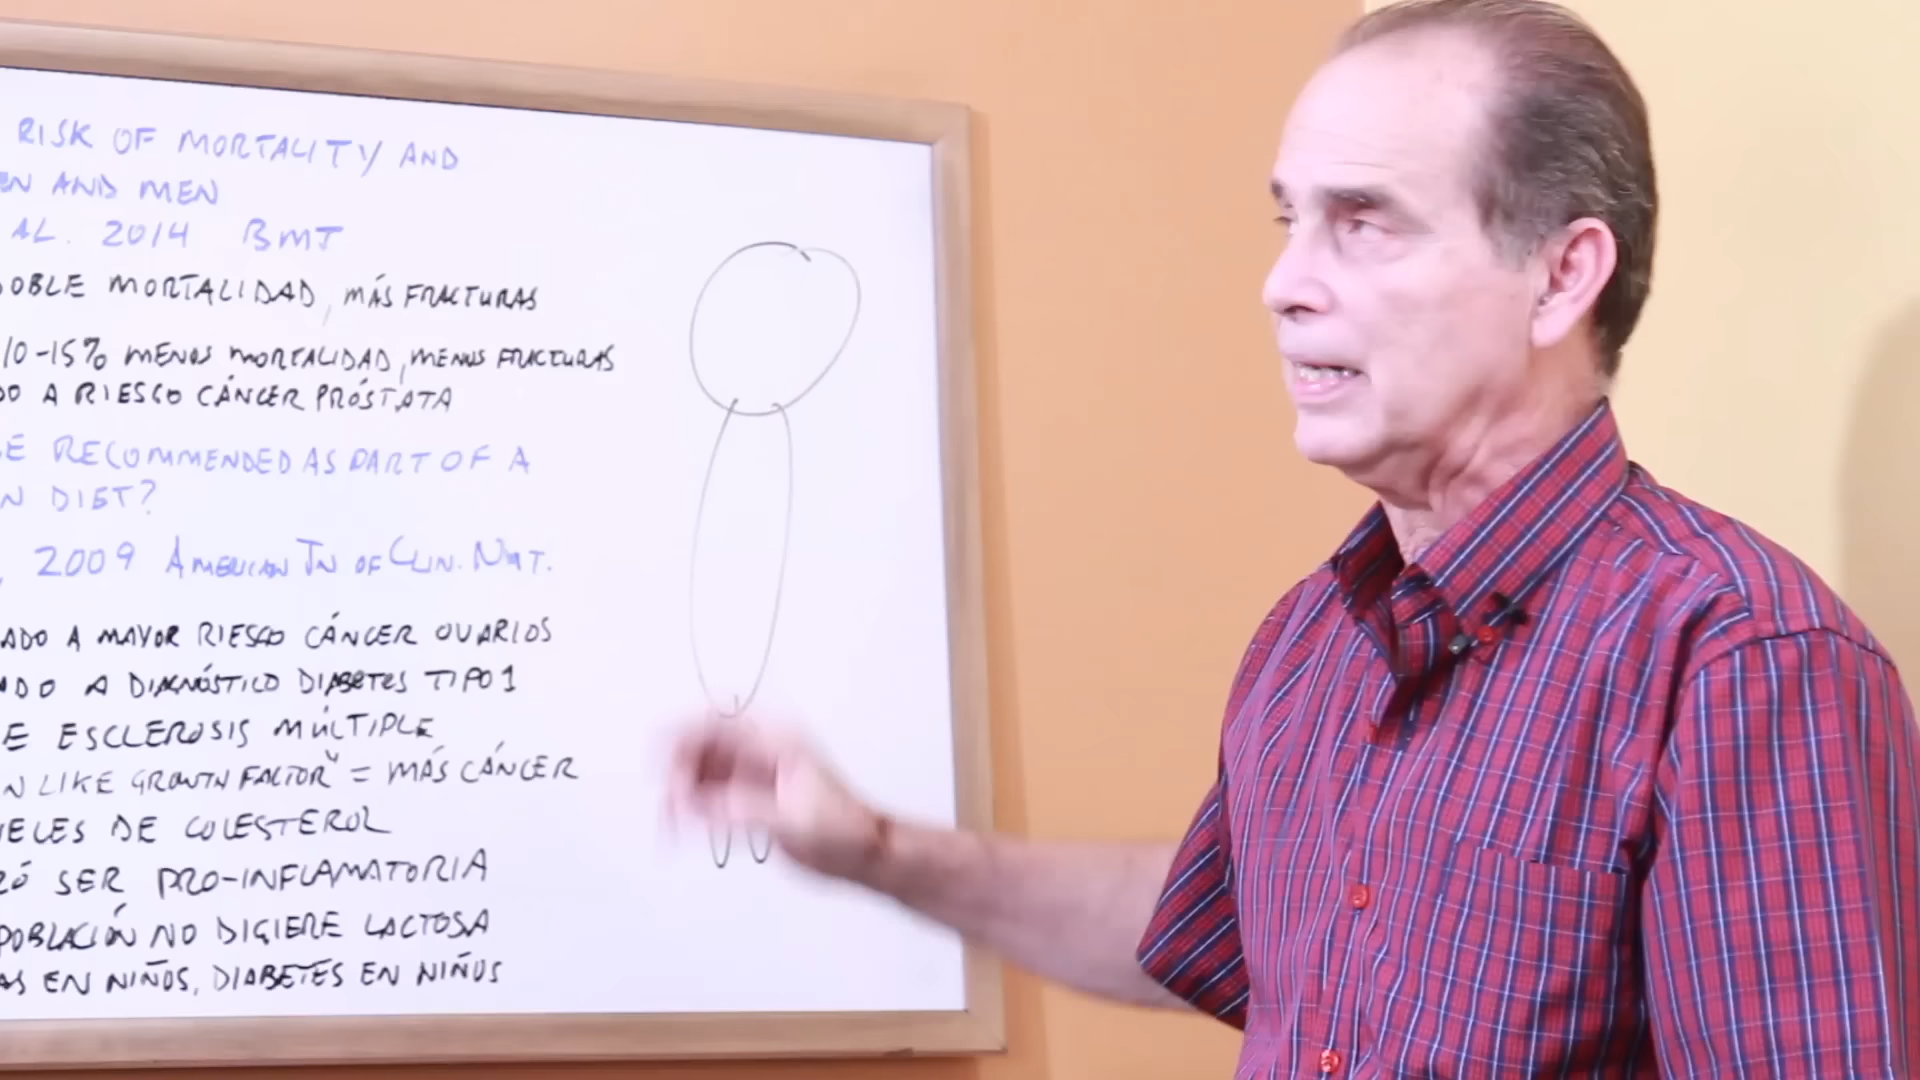 RISK OF MORTALITY AND
EN AND MEN
AL. 2014 BMJ
OBLE MORTALIDAD, MÁS FRACTURAS
10-15% MENOS MORTALIDAD, MENOS FRACTURAS
DO A RIESGO CÁNCER PRÓSTATA
E RECOMMENDED AS PART OF A
N DIET?
, 2009 AMERICAN JN OF CLIN. NUT.
ADO A MAYOR RIESGO CÁNCER OVARIOS
ADO A DIAGNÓSTICO DIABETES TIPO 1
E ESCLEROSIS MÚLTIPLE
N LIKE GROWTH FACTOR" = MÁS CÁNCER
ELES DE COLESTEROL
RÓ SER PRO-INFLAMATORIA
POBLACIÓN NO DIGIERE LACTOSA
AS EN NIÑOS, DIABETES EN NIÑOS